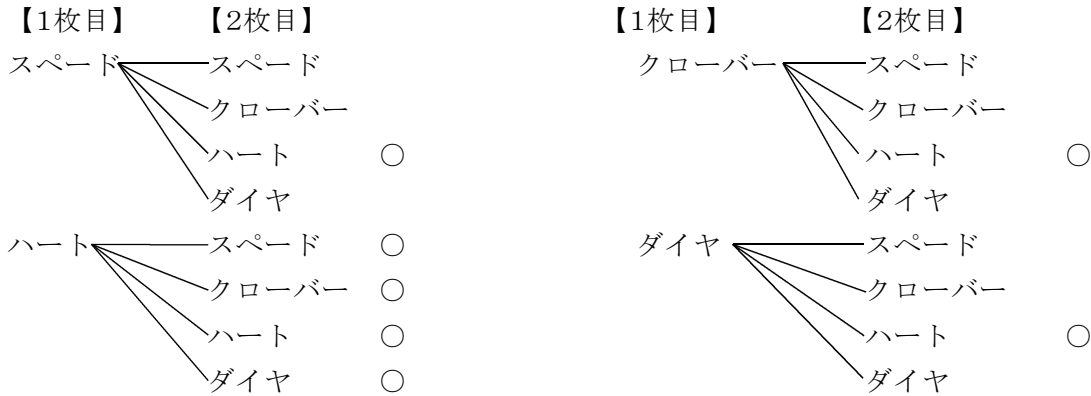 【1枚目】 【2枚目】 【1枚目】 【2枚目】
スペード スペード クローバー スペード
クローバー クローバー
ハート ○ ハート ○
ダイヤ ダイヤ
ハート スペード ○ ダイヤ スペード
クローバー ○ クローバー
ハート ○ ハート ○
ダイヤ ○ ダイヤ